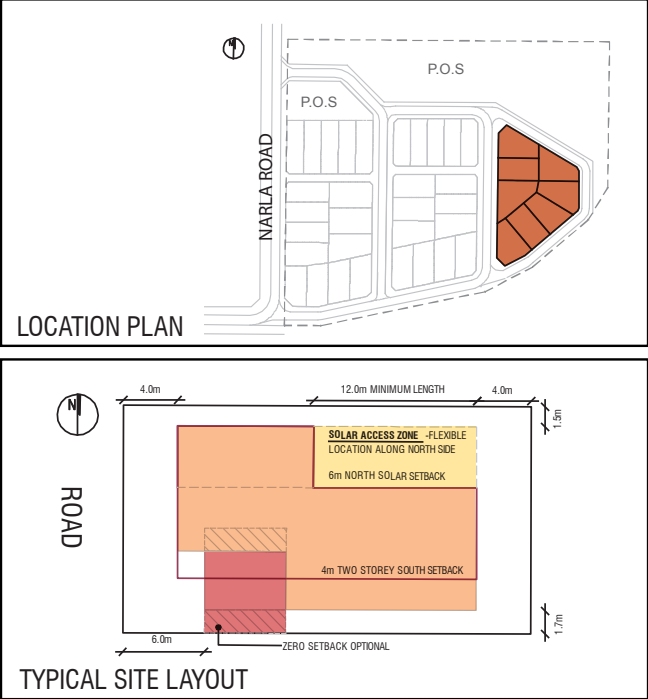 N
P.O.S
P.O.S
NARLA ROAD
LOCATION PLAN
4.0m
12.0m MINIMUM LENGTH
4.0m
N
1.5m
SOLAR ACCESS ZONE -FLEXIBLE
LOCATION ALONG NORTH SIDE
6m NORTH SOLAR SETBACK
ROAD
4m TWO STOREY SOUTH SETBACK
1.7m
6.0m
ZERO SETBACK OPTIONAL
TYPICAL SITE LAYOUT